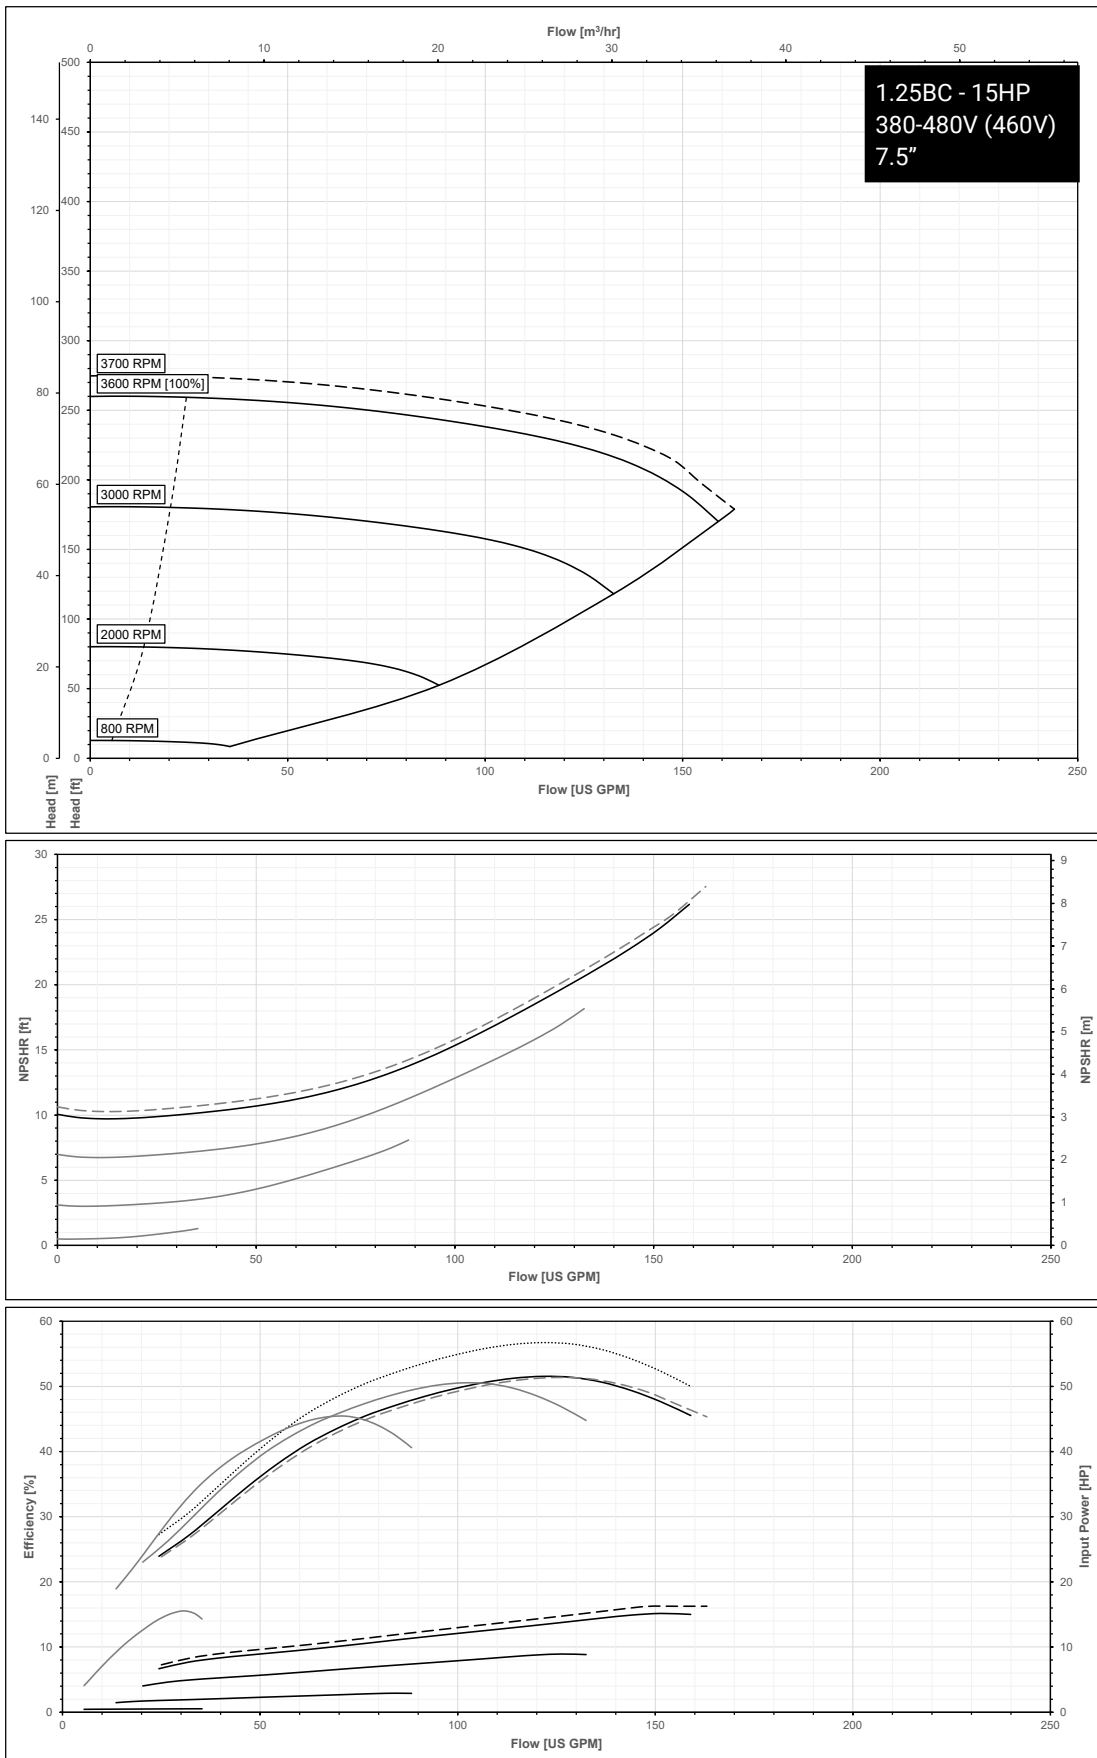 Flow [m³/hr]
0 10 20 30 40 50
1.25BC - 15HP
380-480V (460V)
7.5”
500
450
400
350
300
250
200
150
100
50
0
140
120
100
80
60
40
20
0
3700 RPM
3600 RPM [100%]
3000 RPM
2000 RPM
800 RPM
0 50 100 150 200 250
Flow [US GPM]
Head [m]
Head [ft]
30
25
20
15
10
5
0
NPSHR [ft]
9
8
7
6
5
4
3
2
1
0
NPSHR [m]
0 50 100 150 200 250
Flow [US GPM]
60
50
40
30
20
10
0
Efficiency [%]
60
50
40
30
20
10
0
Input Power [HP]
0 50 100 150 200 250
Flow [US GPM]